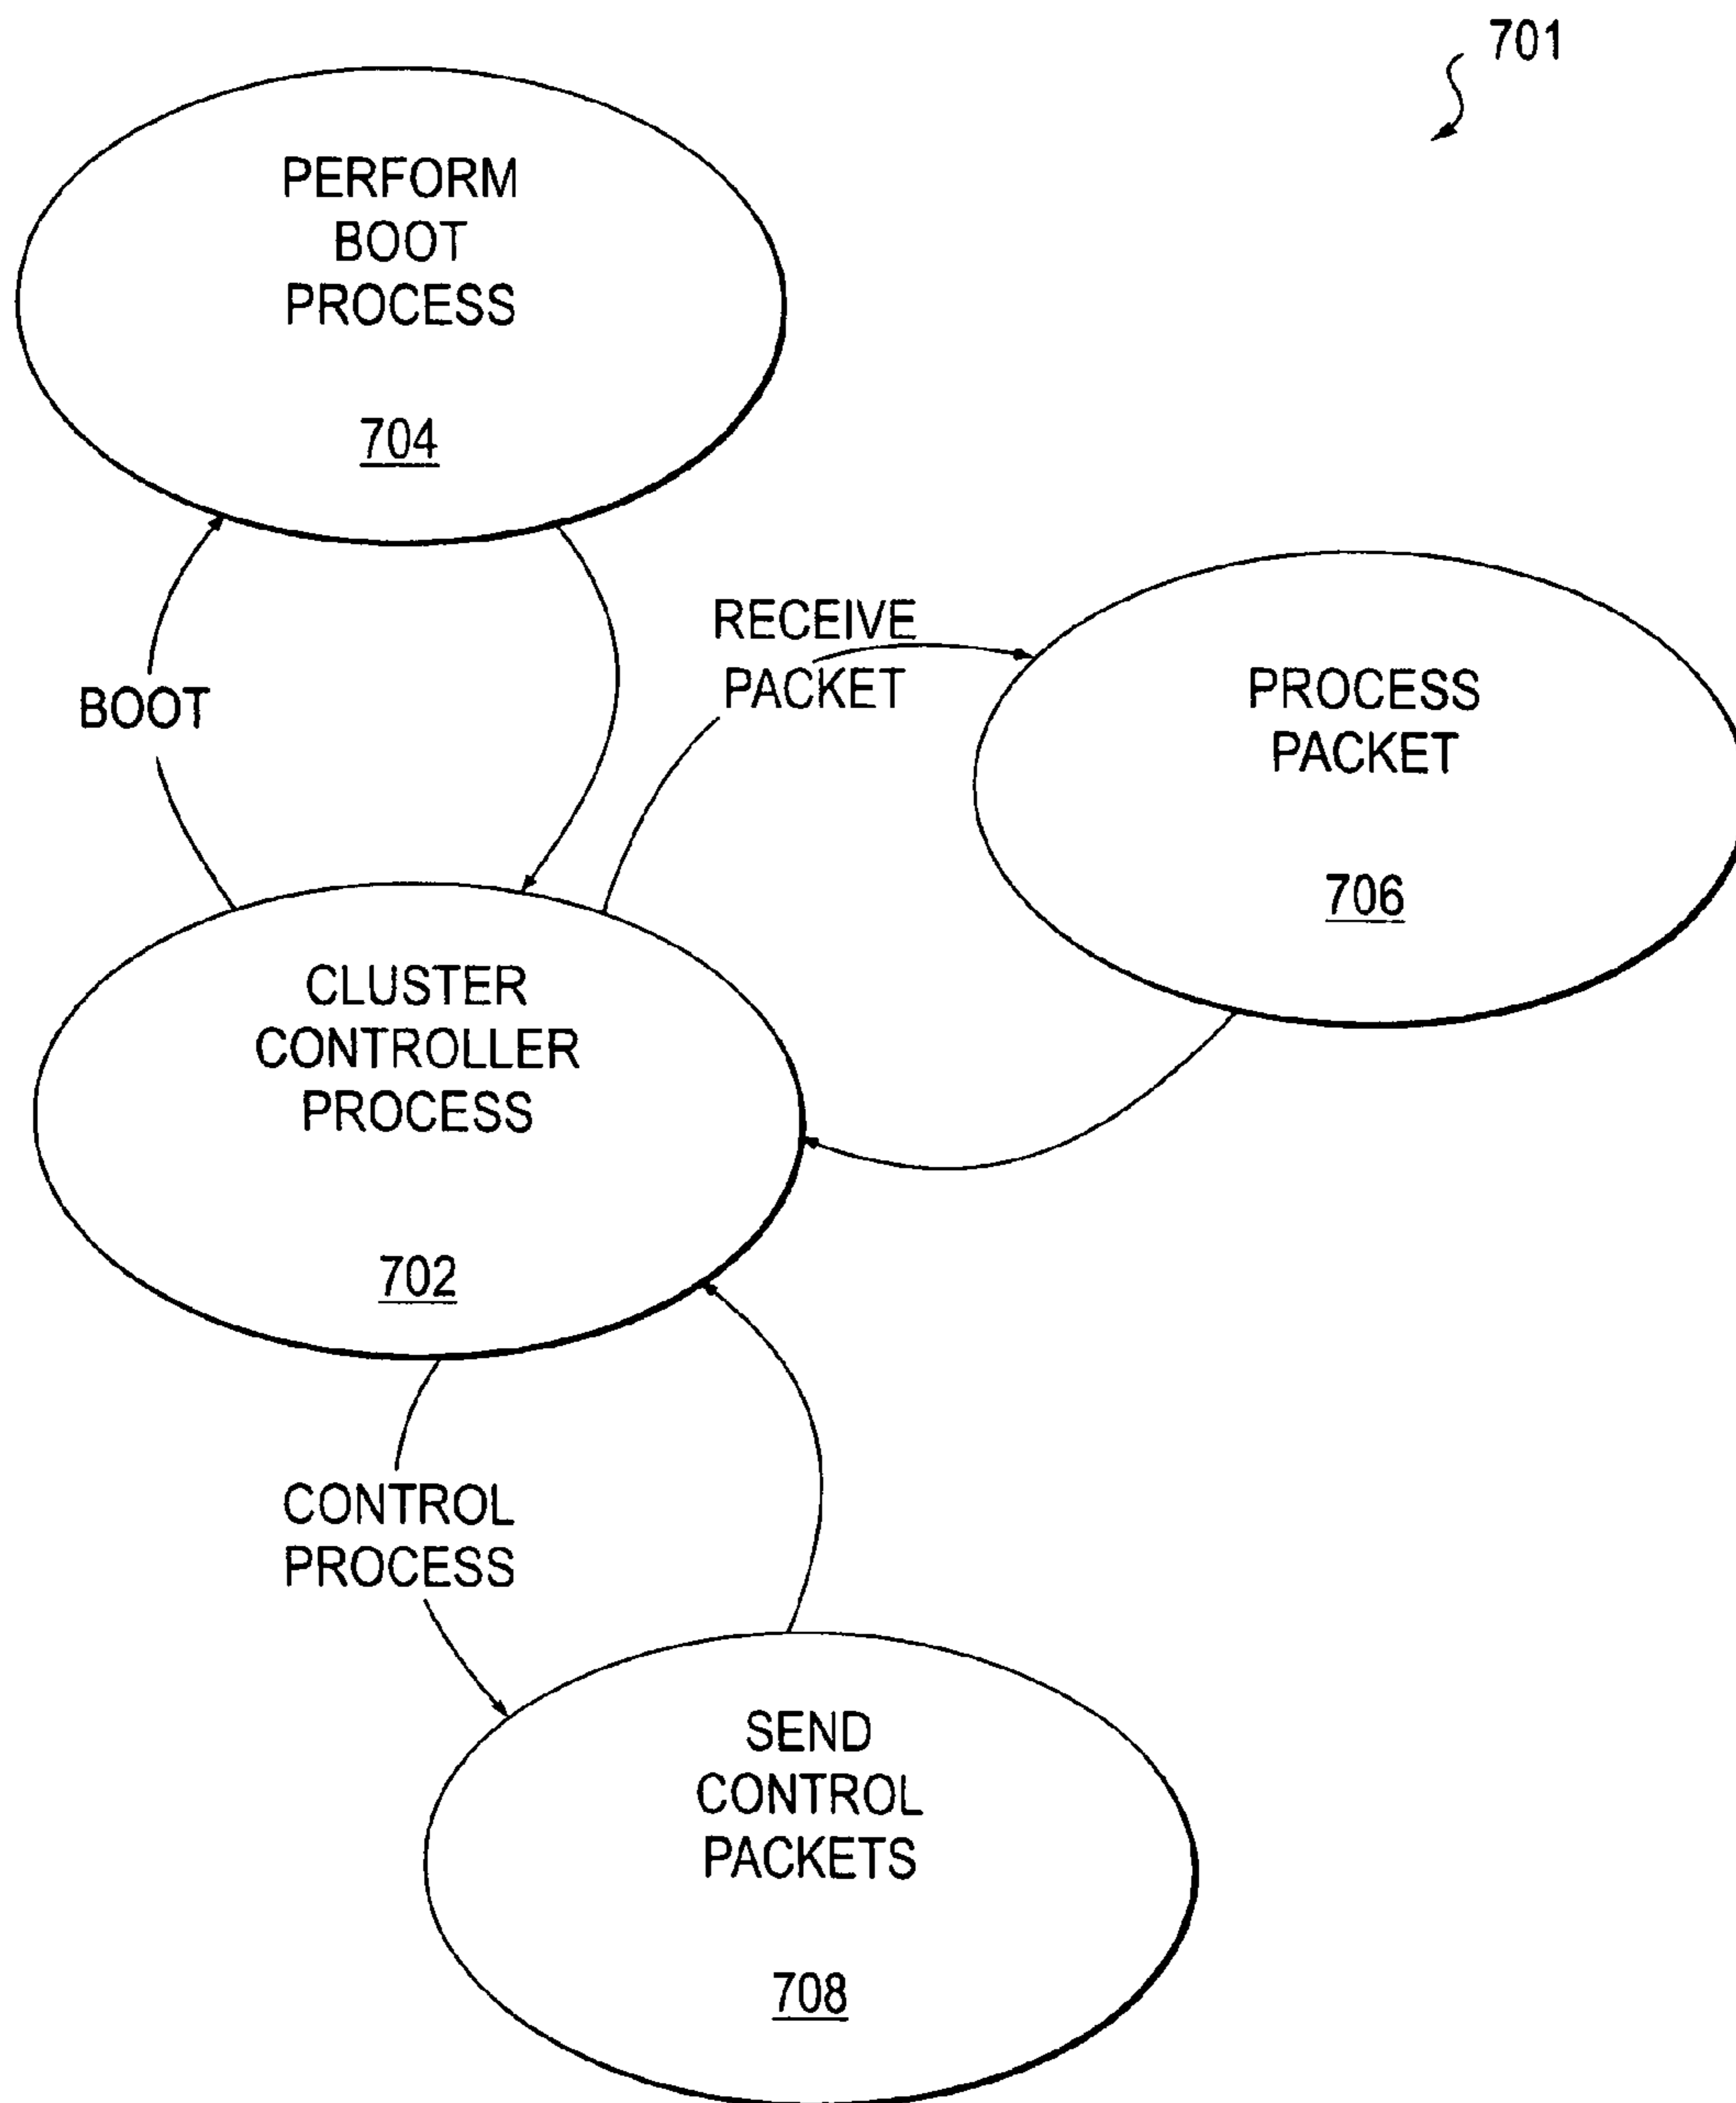 701
PERFORM
BOOT
PROCESS
704
RECEIVE
PACKET
BOOT
PROCESS
PACKET
706
CLUSTER
CONTROLLER
PROCESS
702
CONTROL
PROCESS
SEND
CONTROL
PACKETS
708